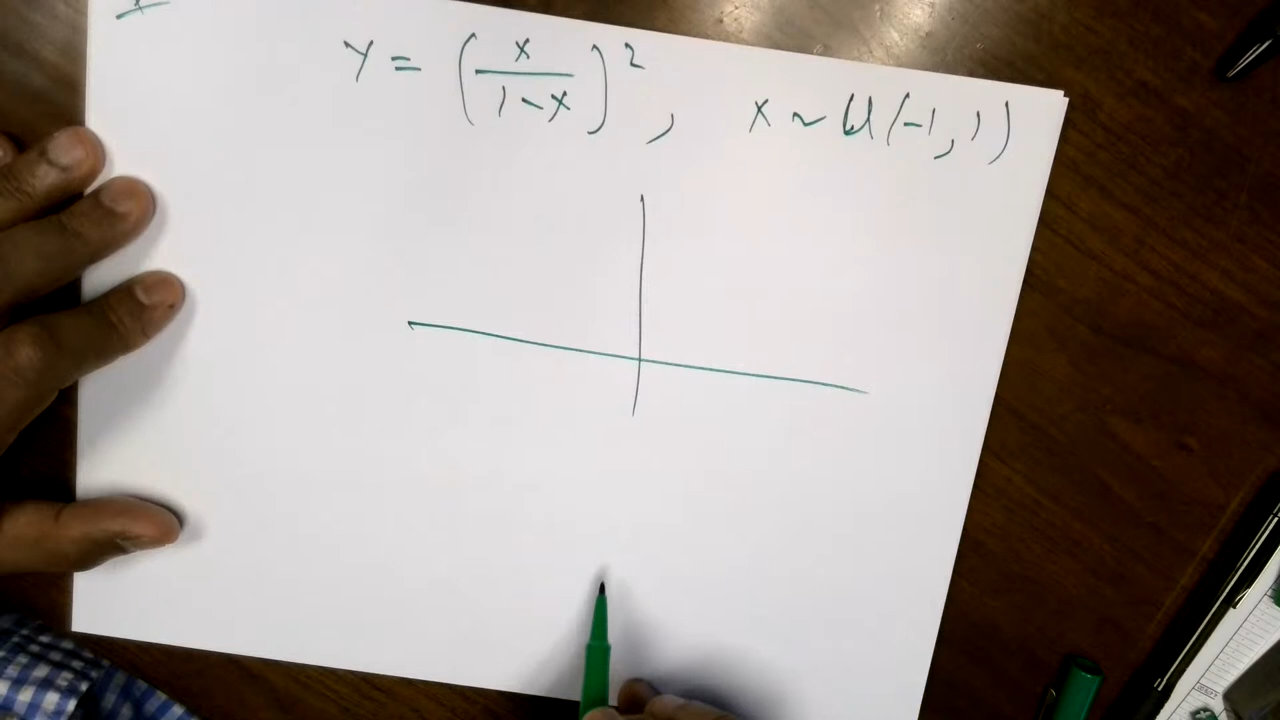 Y = (x / 1-x)^2, x ~ U(-1, 1)